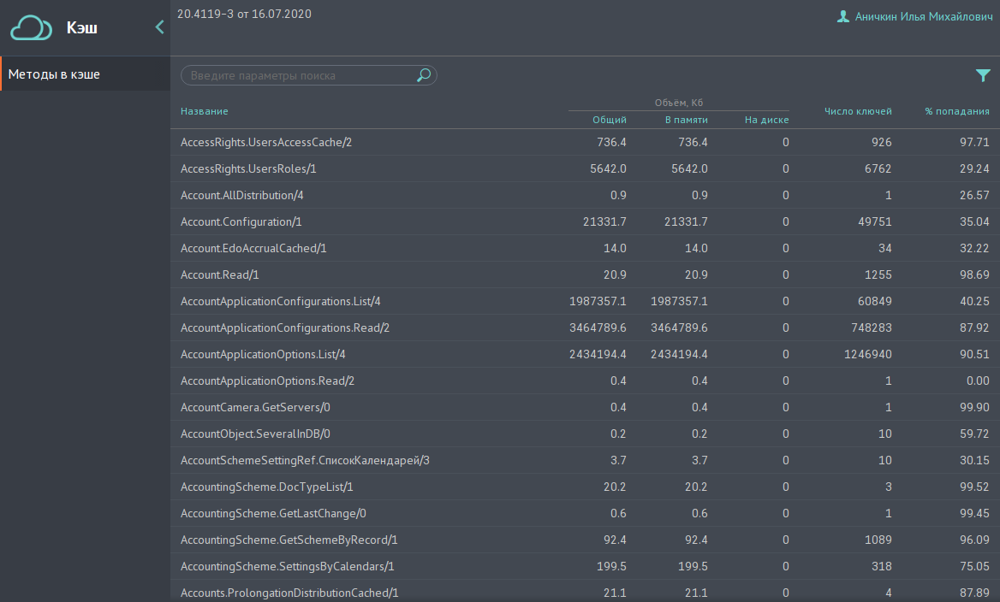 Кэш
20.4119-3 от 16.07.2020
Аничкин Илья Михайлович
Методы в кэше
Введите параметры поиска
Название
Объём, Кб
Общий В памяти На диске
Число ключей
% попадания
AccessRights.UsersAccessCache/2 736.4 736.4 0 926 97.71
AccessRights.UsersRoles/1 5642.0 5642.0 0 6762 29.24
Account.AllDistribution/4 0.9 0.9 0 1 26.57
Account.Configuration/1 21331.7 21331.7 0 49751 35.04
Account.EdoAccrualCached/1 14.0 14.0 0 34 32.22
Account.Read/1 20.9 20.9 0 1255 98.69
AccountApplicationConfigurations.List/4 1987357.1 1987357.1 0 60849 40.25
AccountApplicationConfigurations.Read/2 3464789.6 3464789.6 0 748283 87.92
AccountApplicationOptions.List/4 2434194.4 2434194.4 0 1246940 90.51
AccountApplicationOptions.Read/2 0.4 0.4 0 1 0.00
AccountCamera.GetServers/0 0.4 0.4 0 1 99.90
AccountObject.SeveralInDB/0 0.2 0.2 0 10 59.72
AccountSchemeSettingRef.СписокКалендарей/3 3.7 3.7 0 10 30.15
AccountingScheme.DocTypeList/1 20.2 20.2 0 3 99.52
AccountingScheme.GetLastChange/0 0.6 0.6 0 1 99.45
AccountingScheme.GetSchemeByRecord/1 92.4 92.4 0 1089 96.09
AccountingScheme.SettingsByCalendars/1 199.5 199.5 0 318 75.05
Accounts.ProlongationDistributionCached/1 21.1 21.1 0 4 87.89